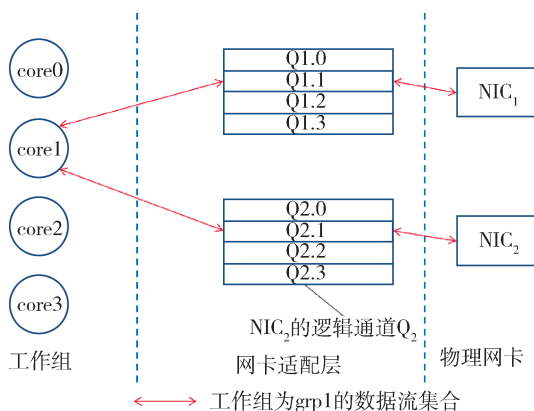 core0
core1
core2
core3
工作组
Q1.0
Q1.1
Q1.2
Q1.3
Q2.0
Q2.1
Q2.2
Q2.3
NIC₂的逻辑通道Q₂
网卡适配层
NIC₁
NIC₂
物理网卡
工作组为grp1的数据流集合